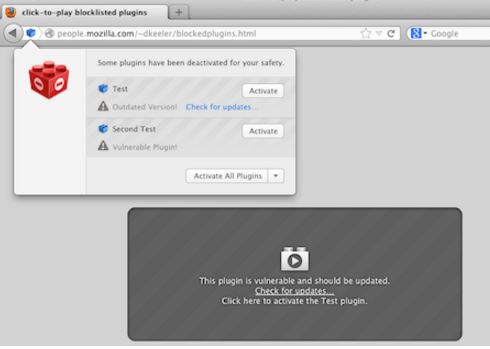 click-to-play blocklisted plugins
people.mozilla.com/~dkeeler/blockedplugins.html
Google
Some plugins have been deactivated for your safety.
Test
Activate
Outdated Version! Check for updates...
Second Test
Activate
Vulnerable Plugin!
Activate All Plugins
This plugin is vulnerable and should be updated.
Check for updates...
Click here to activate the Test plugin.